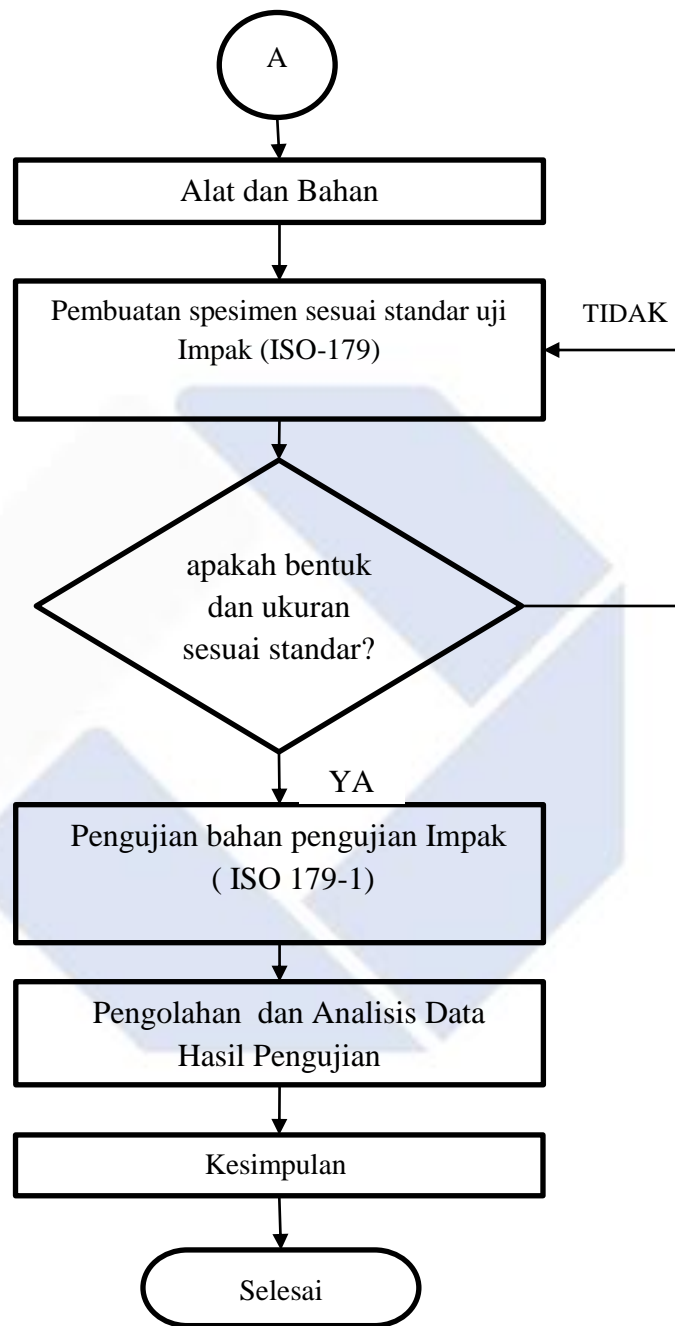 A
Alat dan Bahan
Pembuatan spesimen sesuai standar uji
Impak (ISO-179)
TIDAK
apakah bentuk
dan ukuran
sesuai standar?
YA
Pengujian bahan pengujian Impak
( ISO 179-1)
Pengolahan  dan Analisis Data
Hasil Pengujian
Kesimpulan
Selesai